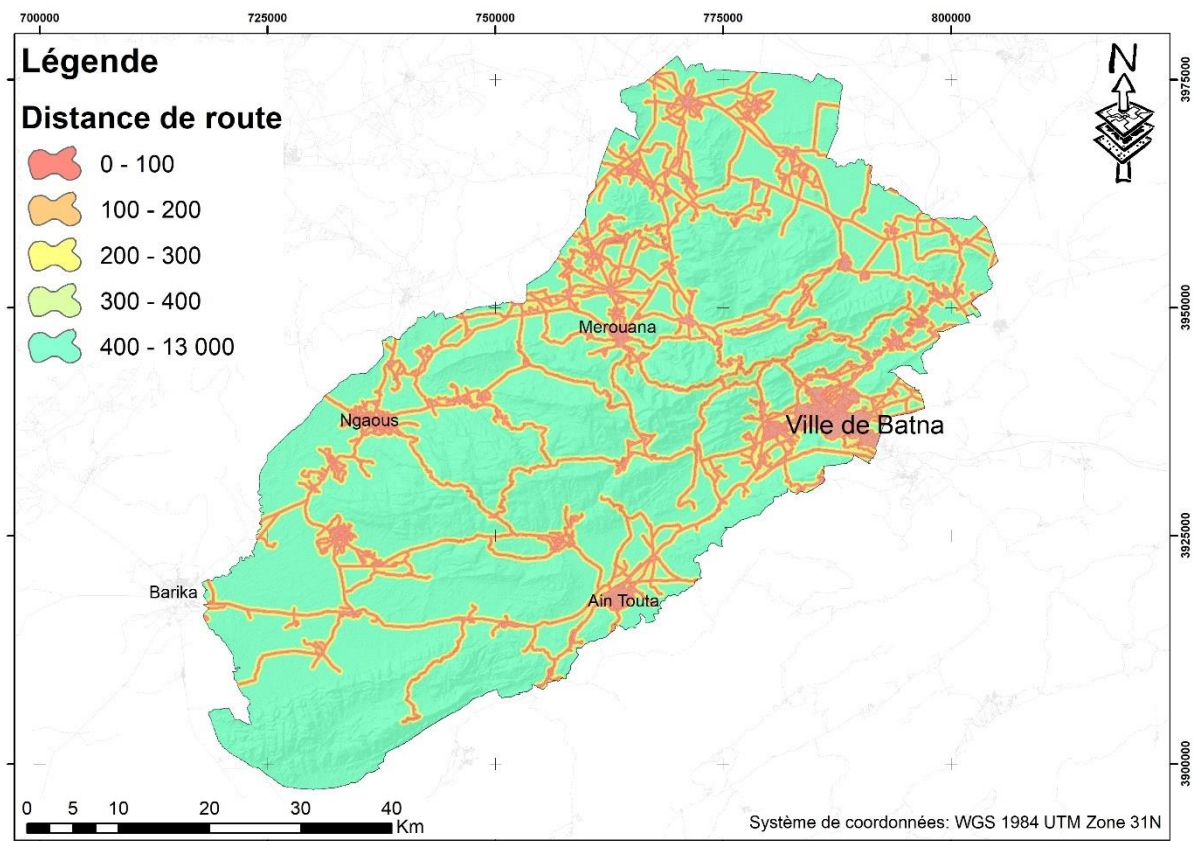 700000 725000 750000 775000 800000
Légende
Distance de route
0 - 100
100 - 200
200 - 300
300 - 400
400 - 13 000
N
3975000
3950000
3925000
3900000
Merouana
Ngaous
Ville de Batna
Barika
Ain Touta
0 5 10 20 30 40
Km
Système de coordonnées: WGS 1984 UTM Zone 31N